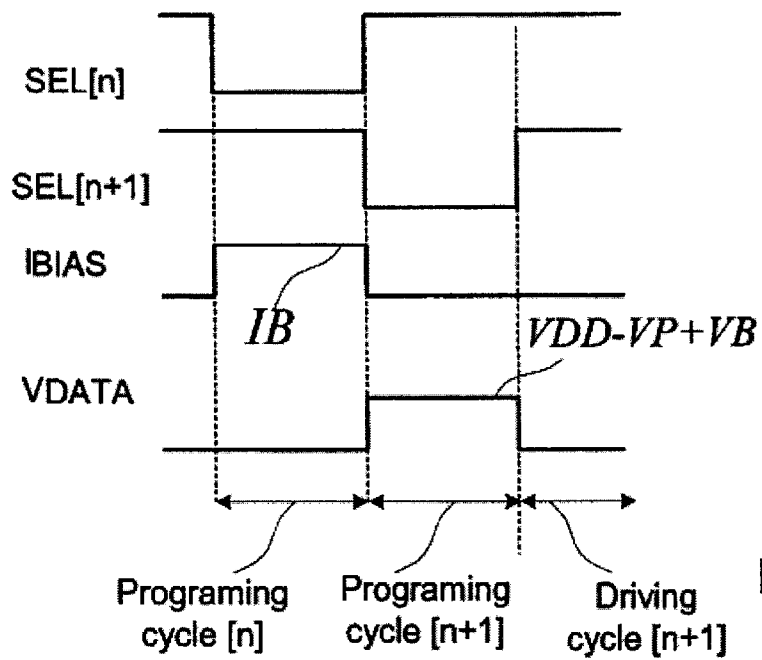 SEL[n]
SEL[n+1]
IBIAS
IB
VDD-VP+VB
VDATA
Programing
cycle [n]
Programing
cycle [n+1]
Driving
cycle [n+1]